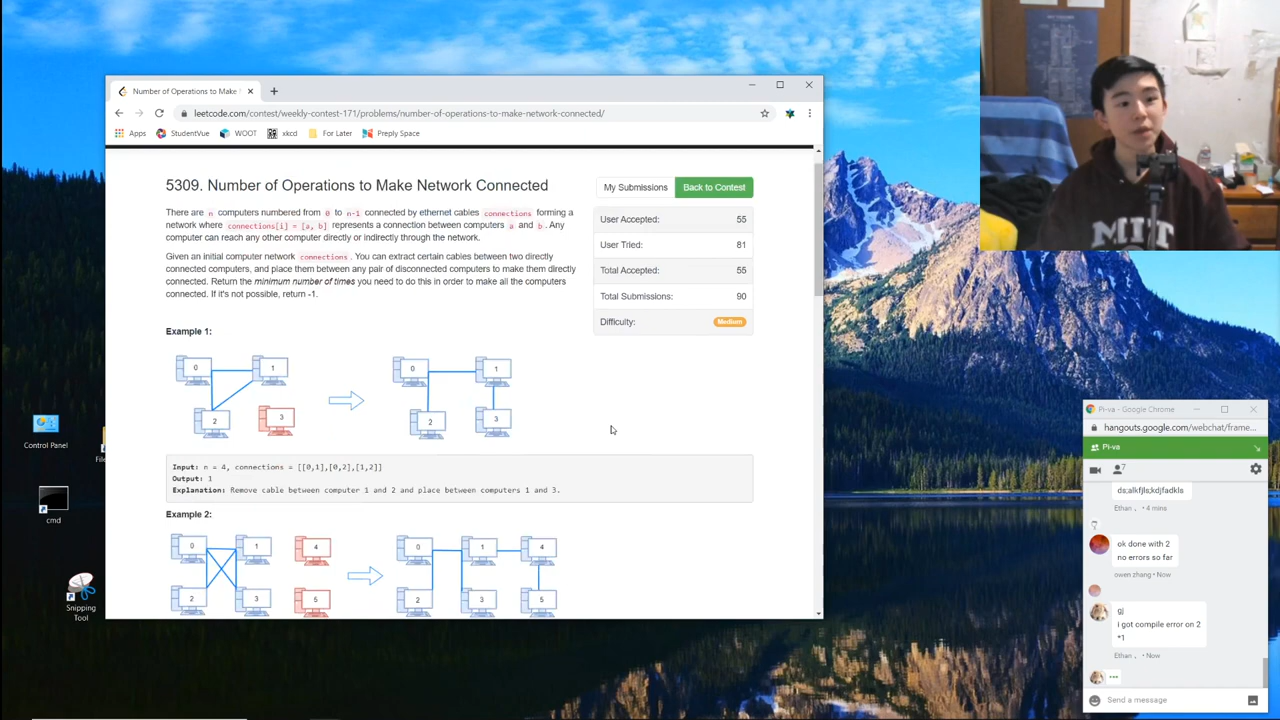 Control Panel
File
cmd
Snipping
Tool
Number of Operations to Make
leetcode.com/contest/weekly-contest-171/problems/number-of-operations-to-make-network-connected/
Apps StudentVue WOOT xkcd For Later Preply Space
5309. Number of Operations to Make Network Connected
My Submissions Back to Contest
There are n computers numbered from 0 to n-1 connected by ethernet cables connections forming a
network where connections[i] = [a, b] represents a connection between computers a and b. Any
computer can reach any other computer directly or indirectly through the network.
Given an initial computer network connections. You can extract certain cables between two directly
connected computers, and place them between any pair of disconnected computers to make them directly
connected. Return the minimum number of times you need to do this in order to make all the computers
connected. If it's not possible, return -1.
User Accepted: 55
User Tried: 81
Total Accepted: 55
Total Submissions: 90
Difficulty: Medium
Example 1:
0 1 0 1
2 3 2 3
Input: n = 4, connections = [[0,1],[0,2],[1,2]]
Output: 1
Explanation: Remove cable between computer 1 and 2 and place between computers 1 and 3.
Example 2:
0 1 4 0 1 4
2 3 5 2 3 5
MIT
Pi-va - Google Chrome
hangouts.google.com/webchat/frame...
Pi-va
7
ds;alkfjls;kdjfadkls
Ethan . • 4 mins
ok done with 2
no errors so far
owen zhang • Now
gj
i got compile error on 2
*1
Ethan . • Now
Send a message